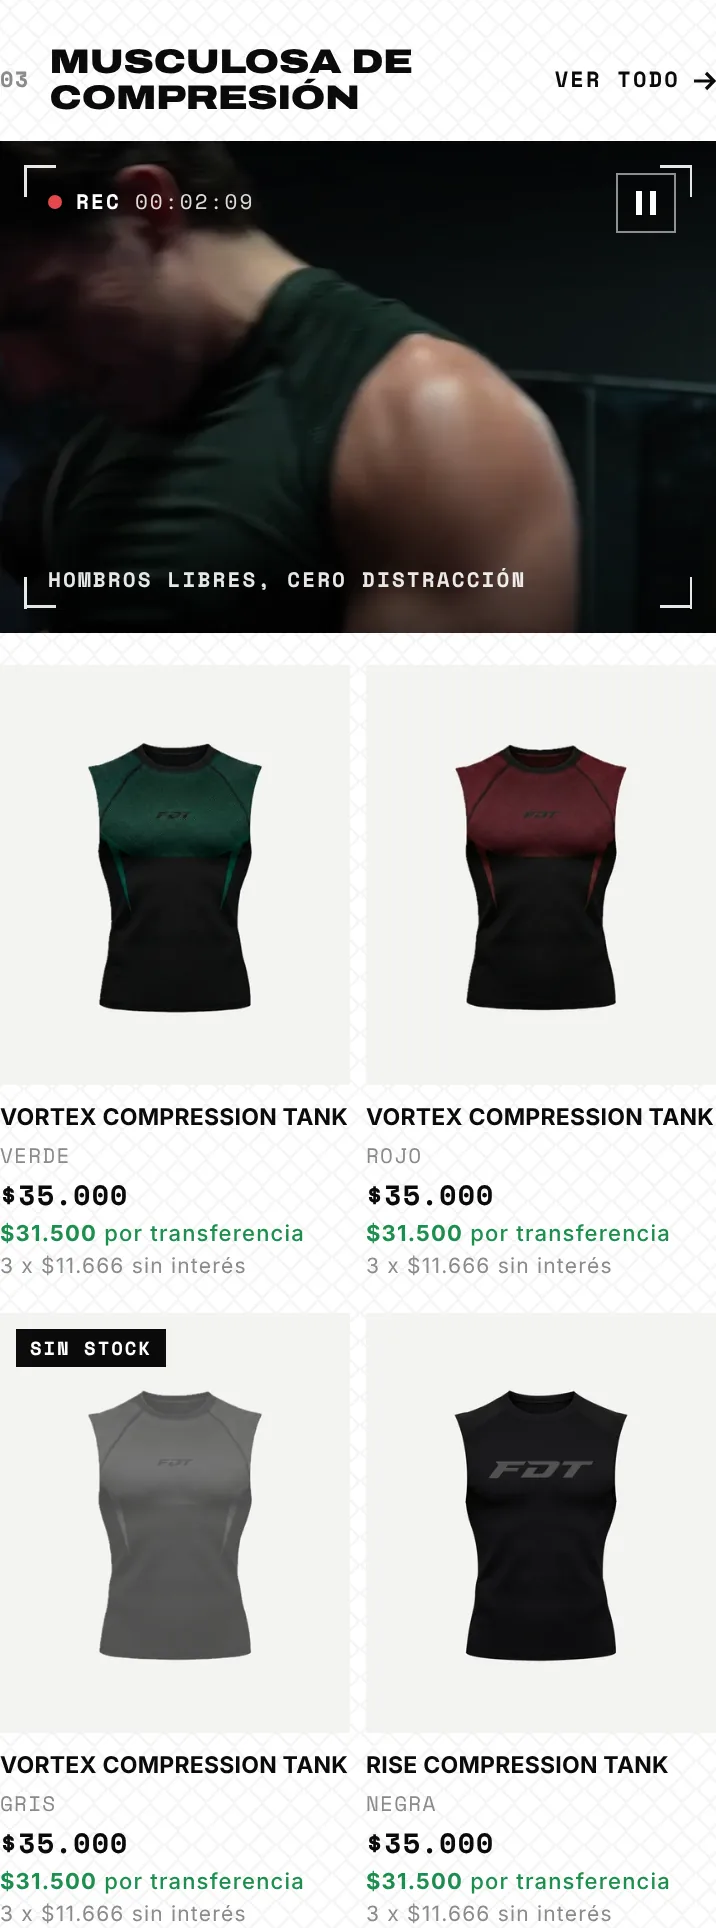 03
MUSCULOSA DE
COMPRESIÓN
VER TODO →
REC 00:02:09
HOMBROS LIBRES, CERO DISTRACCIÓN
FDT
FDT
VORTEX COMPRESSION TANK
VERDE
$35.000
$31.500 por transferencia
3 x $11.666 sin interés
VORTEX COMPRESSION TANK
ROJO
$35.000
$31.500 por transferencia
3 x $11.666 sin interés
SIN STOCK
FDT
FDT
VORTEX COMPRESSION TANK
GRIS
$35.000
$31.500 por transferencia
3 x $11.666 sin interés
RISE COMPRESSION TANK
NEGRA
$35.000
$31.500 por transferencia
3 x $11.666 sin interés